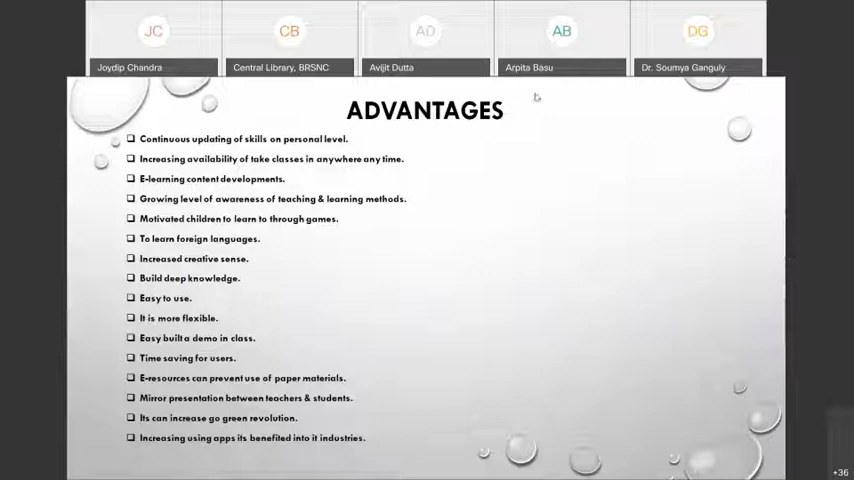 JC
CB
AD
AB
DG
Joydip Chandra
Central Library, BRSNC
Avijit Dutta
Arpita Basu
Dr. Soumya Ganguly
ADVANTAGES
Continuous updating of skills on personal level.
Increasing availability of take classes in anywhere any time.
E-learning content developments.
Growing level of awareness of teaching & learning methods.
Motivated children to learn to through games.
To learn foreign languages.
Increased creative sense.
Build deep knowledge.
Easy to use.
It is more flexible.
Easy built a demo in class.
Time saving for users.
E-resources can prevent use of paper materials.
Mirror presentation between teachers & students.
Its can increase go green revolution.
Increasing using apps its benefited into it industries.
+36